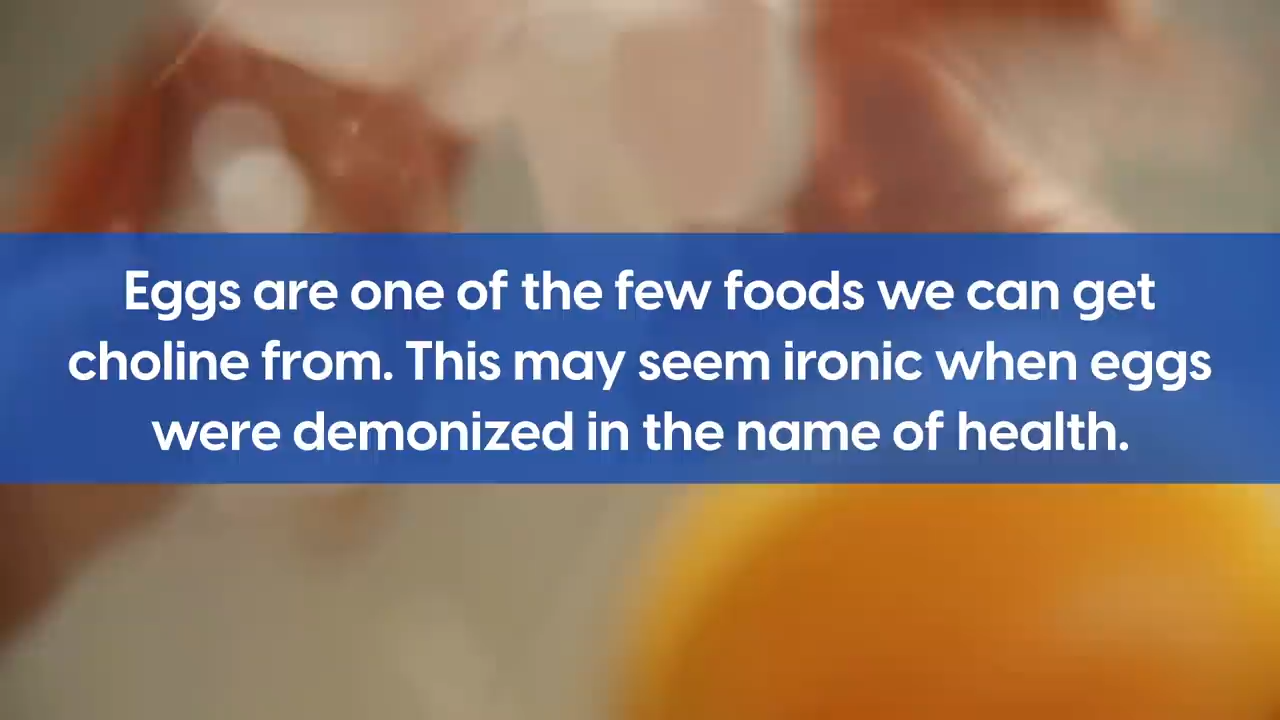 Eggs are one of the few foods we can get
choline from. This may seem ironic when eggs
were demonized in the name of health.